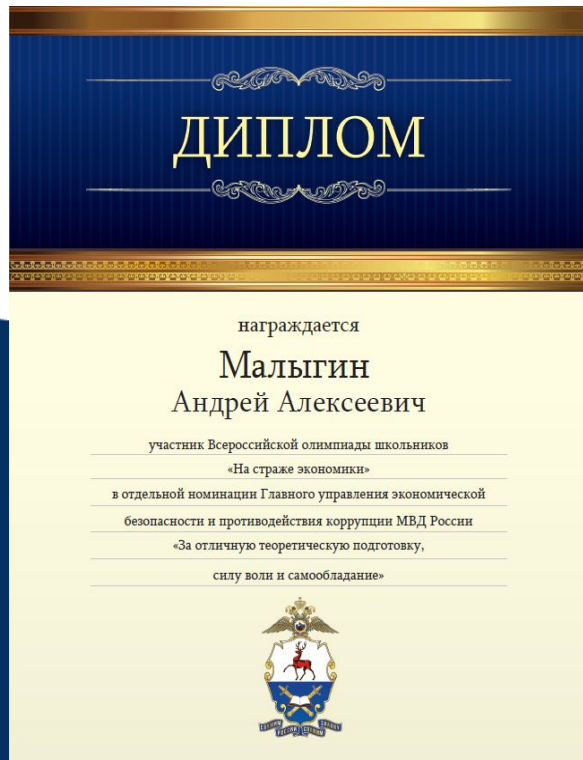 ДИПЛОМ
награждается
Малыгин
Андрей Алексеевич
участник Всероссийской олимпиады школьников
«На страже экономики»
в отдельной номинации Главного управления экономической
безопасности и противодействия коррупции МВД России
«За отличную теоретическую подготовку,
силу воли и самообладание»